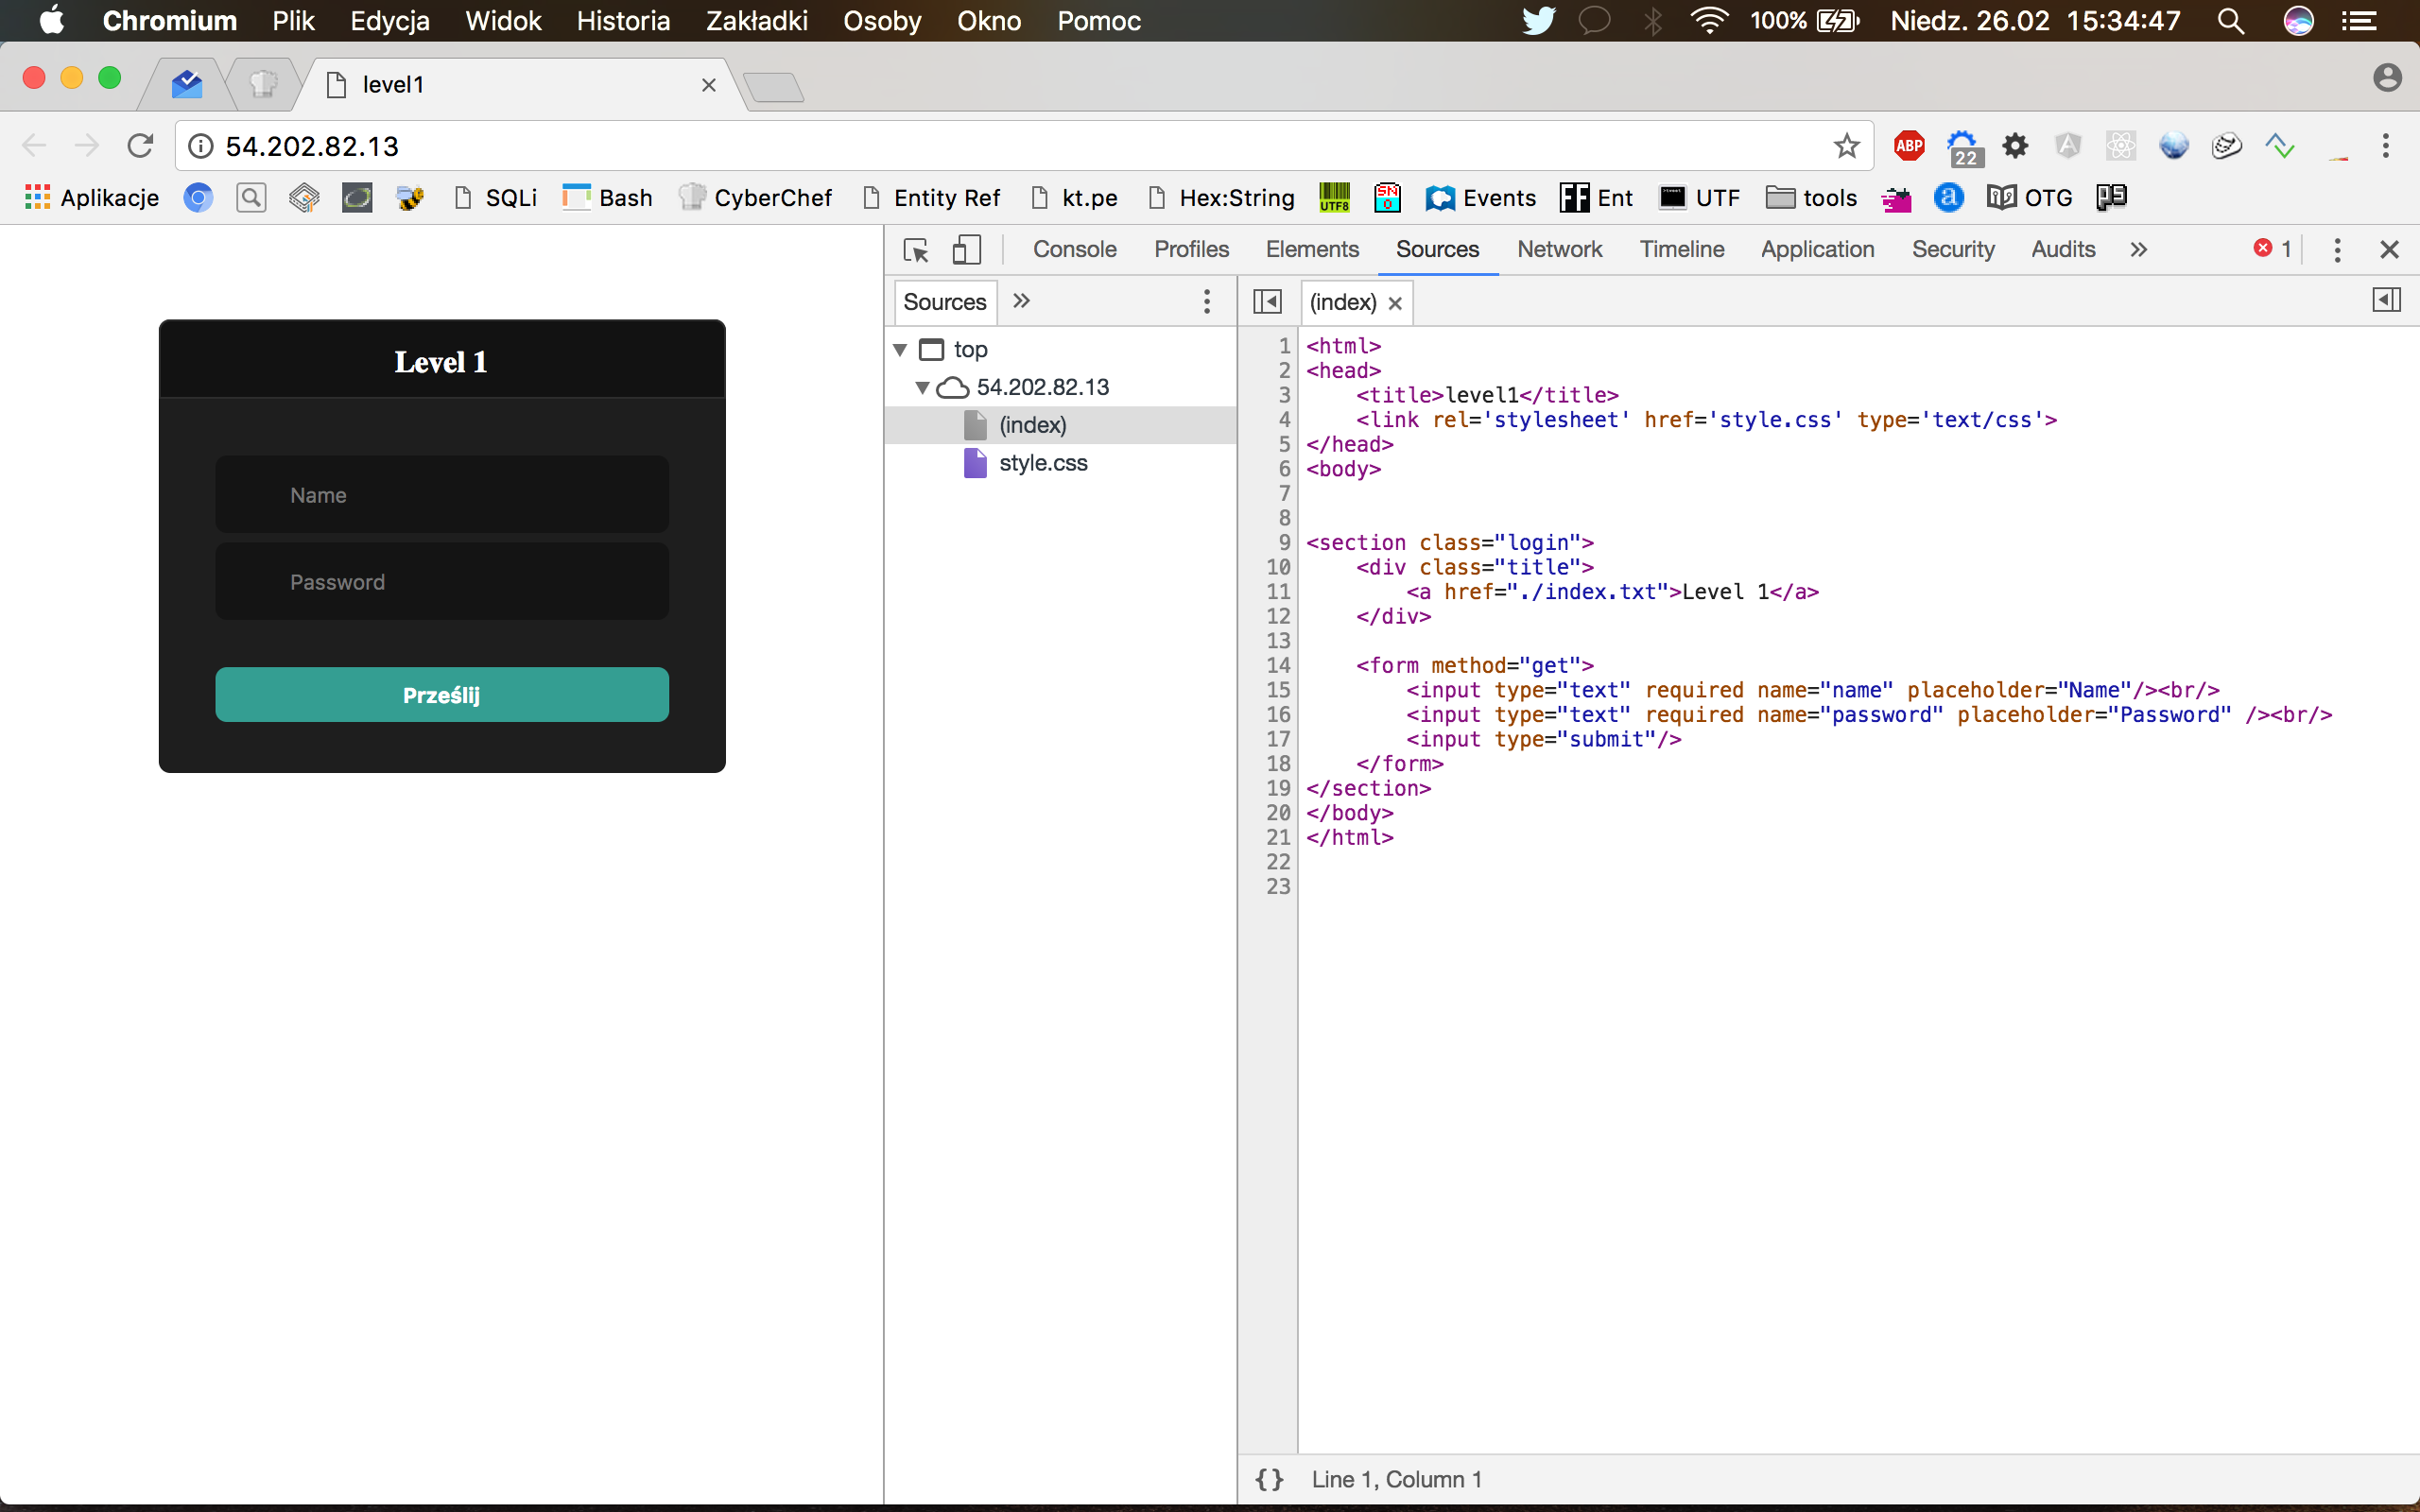 Chromium Plik Edycja Widok Historia Zakładki Osoby Okno Pomoc 100% Niedz. 26.02 15:34:47
level1
54.202.82.13 ABP 22
Aplikacje SQLi Bash CyberChef Entity Ref kt.pe Hex:String UTF8 SN 0 Events FF Ent UTF tools a OTG p5
Console Profiles Elements Sources Network Timeline Application Security Audits » 1
Sources » (index)
top
54.202.82.13
(index)
style.css
Level 1
Name
Password
Prześlij
1 <html>
2 <head>
3 <title>level1</title>
4 <link rel='stylesheet' href='style.css' type='text/css'>
5 </head>
6 <body>
7
8
9 <section class="login">
10 <div class="title">
11 <a href="./index.txt">Level 1</a>
12 </div>
13
14 <form method="get">
15 <input type="text" required name="name" placeholder="Name"/><br/>
16 <input type="text" required name="password" placeholder="Password" /><br/>
17 <input type="submit"/>
18 </form>
19 </section>
20 </body>
21 </html>
22
23
{} Line 1, Column 1